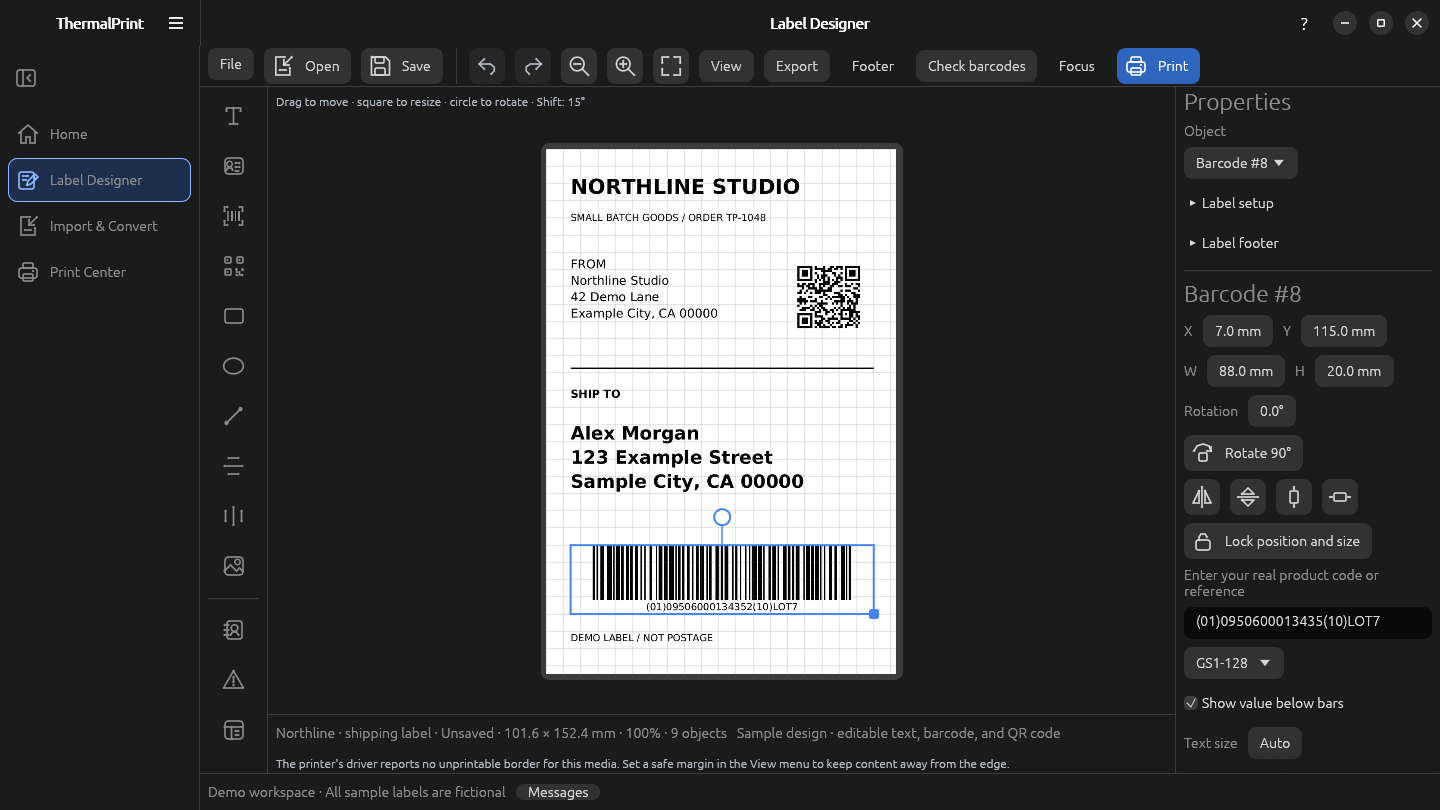 ThermalPrint
Label Designer
?
File
Open
Save
View
Export
Footer
Check barcodes
Focus
Print
Home
Label Designer
Import & Convert
Print Center
Drag to move · square to resize · circle to rotate · Shift: 15°
NORTHLINE STUDIO
SMALL BATCH GOODS / ORDER TP-1048
FROM
Northline Studio
42 Demo Lane
Example City, CA 00000
SHIP TO
Alex Morgan
123 Example Street
Sample City, CA 00000
(01)09506000134352(10)LOT7
DEMO LABEL / NOT POSTAGE
Properties
Object
Barcode #8
Label setup
Label footer
Barcode #8
X 7.0 mm Y 115.0 mm
W 88.0 mm H 20.0 mm
Rotation 0.0°
Rotate 90°
Lock position and size
Enter your real product code or
reference
(01)0950600013435(10)LOT7
GS1-128
Show value below bars
Text size Auto
Northline · shipping label · Unsaved · 101.6 × 152.4 mm · 100% · 9 objects Sample design · editable text, barcode, and QR code
The printer's driver reports no unprintable border for this media. Set a safe margin in the View menu to keep content away from the edge.
Demo workspace · All sample labels are fictional
Messages